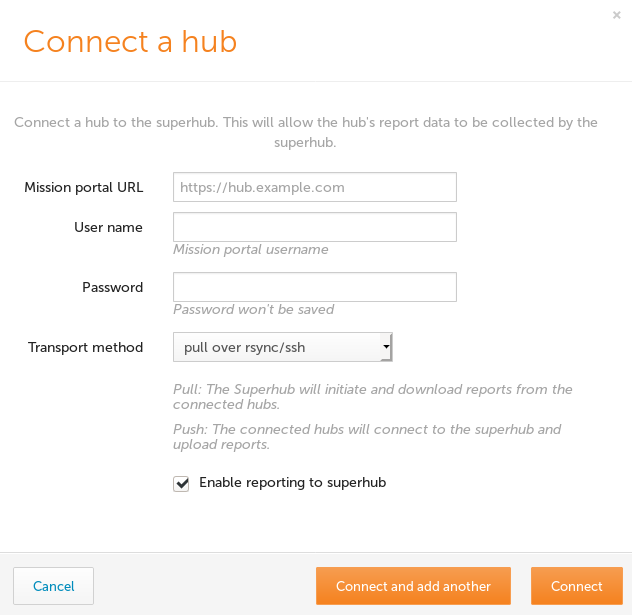 ×
Connect a hub
Connect a hub to the superhub. This will allow the hub's report data to be collected by the
superhub.
Mission portal URL https://hub.example.com
User name
Mission portal username
Password
Password won't be saved
Transport method pull over rsync/ssh
Pull: The Superhub will initiate and download reports from the
connected hubs.
Push: The connected hubs will connect to the superhub and
upload reports.
Enable reporting to superhub
Cancel Connect and add another Connect